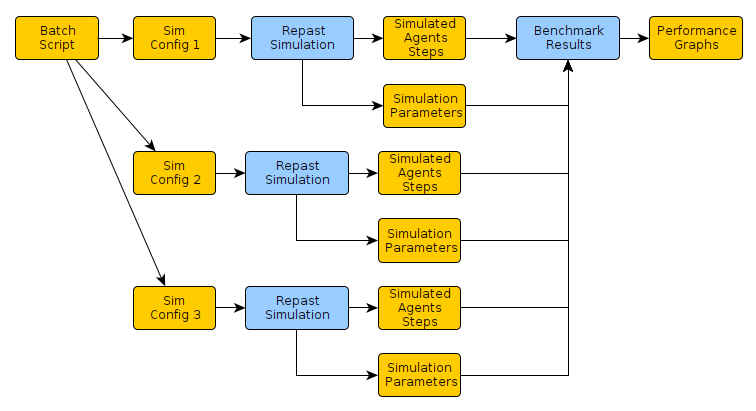 Batch
Script
Sim
Config 1
Repast
Simulation
Simulated
Agents
Steps
Benchmark
Results
Performance
Graphs
Simulation
Parameters
Sim
Config 2
Repast
Simulation
Simulated
Agents
Steps
Simulation
Parameters
Sim
Config 3
Repast
Simulation
Simulated
Agents
Steps
Simulation
Parameters